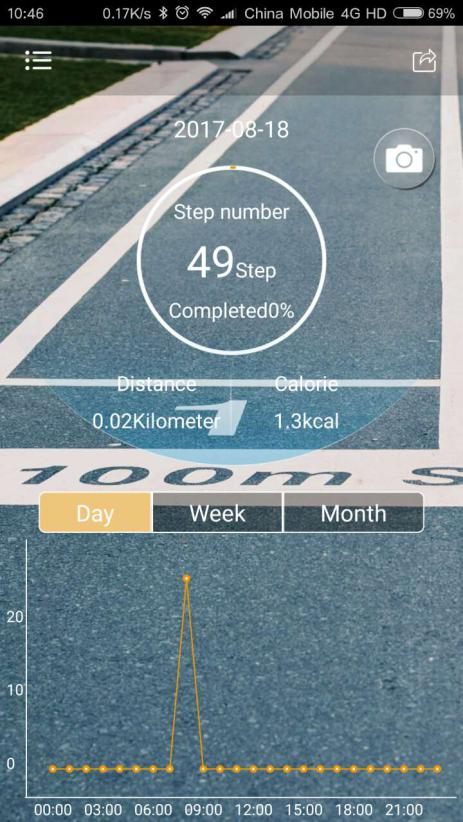 10:46 0.17K/s China Mobile 4G HD 69%
2017-08-18
Step number
49Step
Completed0%
Distance Calorie
0.02Kilometer 1.3kcal
100m S
Day Week Month
20
10
0
00:00 03:00 06:00 09:00 12:00 15:00 18:00 21:00